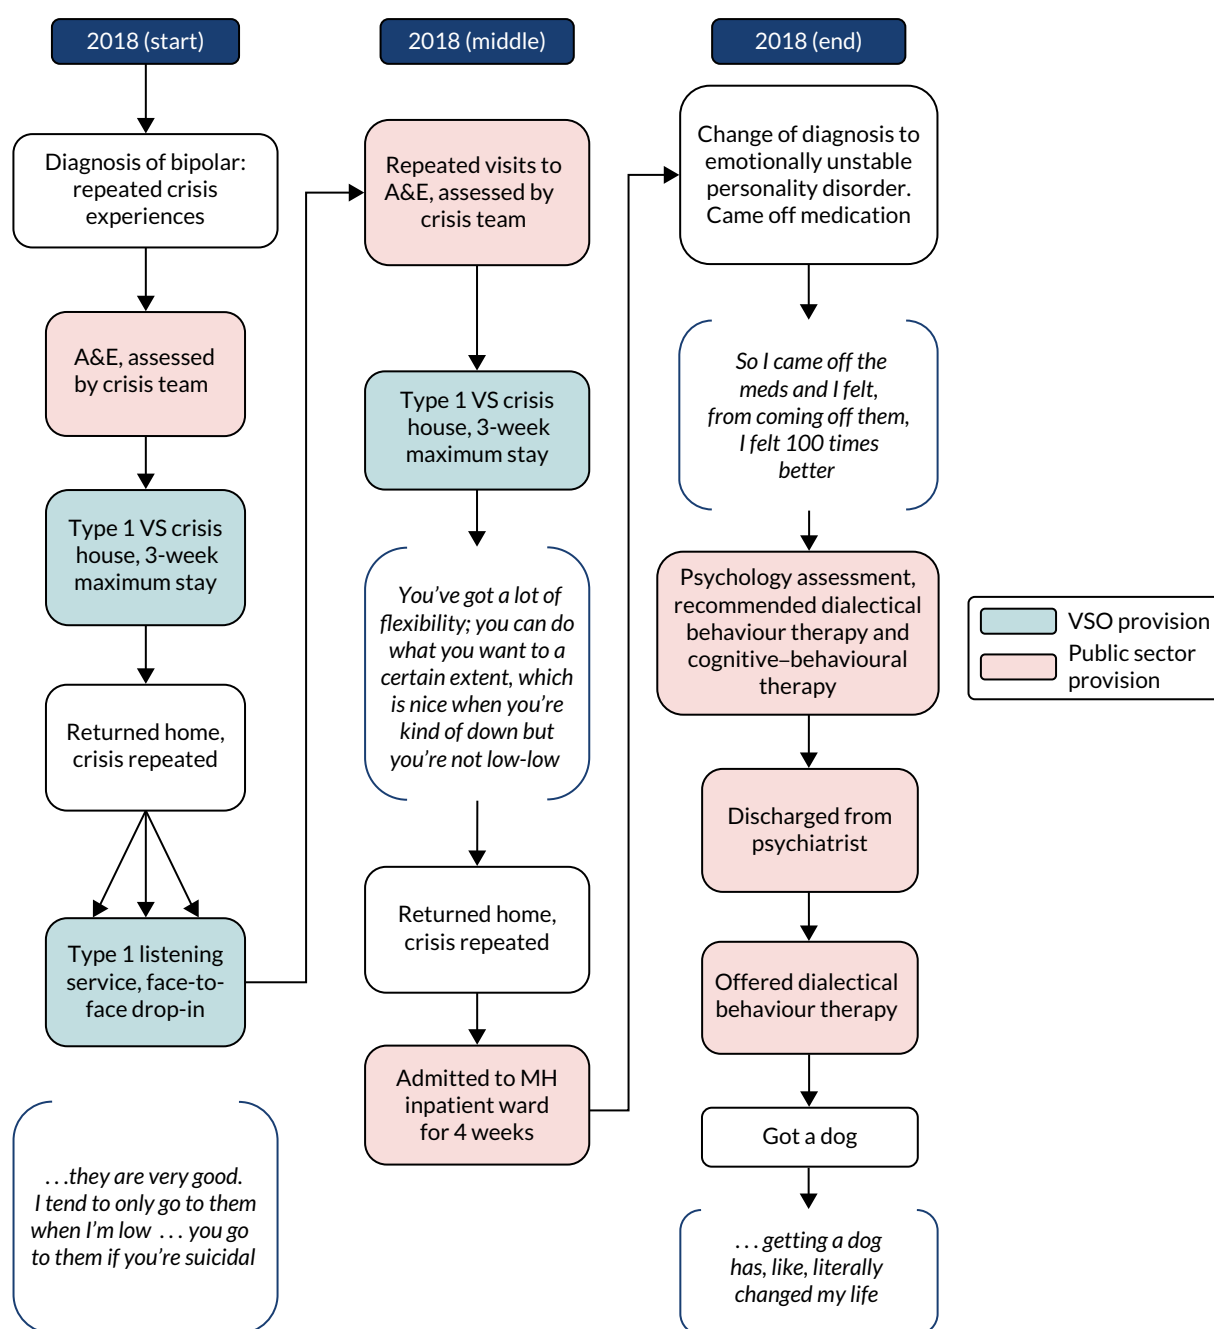 2018 (start)
Diagnosis of bipolar:
repeated crisis
experiences
A&E, assessed
by crisis team
Type 1 VS crisis
house, 3-week
maximum stay
Returned home,
crisis repeated
Type 1 listening
service, face-to-
face drop-in
. . .they are very good.
I tend to only go to them
when I'm low . . . you go
to them if you're suicidal
2018 (middle)
Repeated visits to
A&E, assessed by
crisis team
Type 1 VS crisis
house, 3-week
maximum stay
You've got a lot of
flexibility; you can do
what you want to a
certain extent, which
is nice when you're
kind of down but
you're not low-low
Returned home,
crisis repeated
Admitted to MH
inpatient ward
for 4 weeks
2018 (end)
Change of diagnosis to
emotionally unstable
personality disorder.
Came off medication
So I came off the
meds and I felt,
from coming off them,
I felt 100 times
better
Psychology assessment,
recommended dialectical
behaviour therapy and
cognitive–behavioural
therapy
Discharged from
psychiatrist
Offered dialectical
behaviour therapy
Got a dog
. . . getting a dog
has, like, literally
changed my life
VSO provision
Public sector
provision